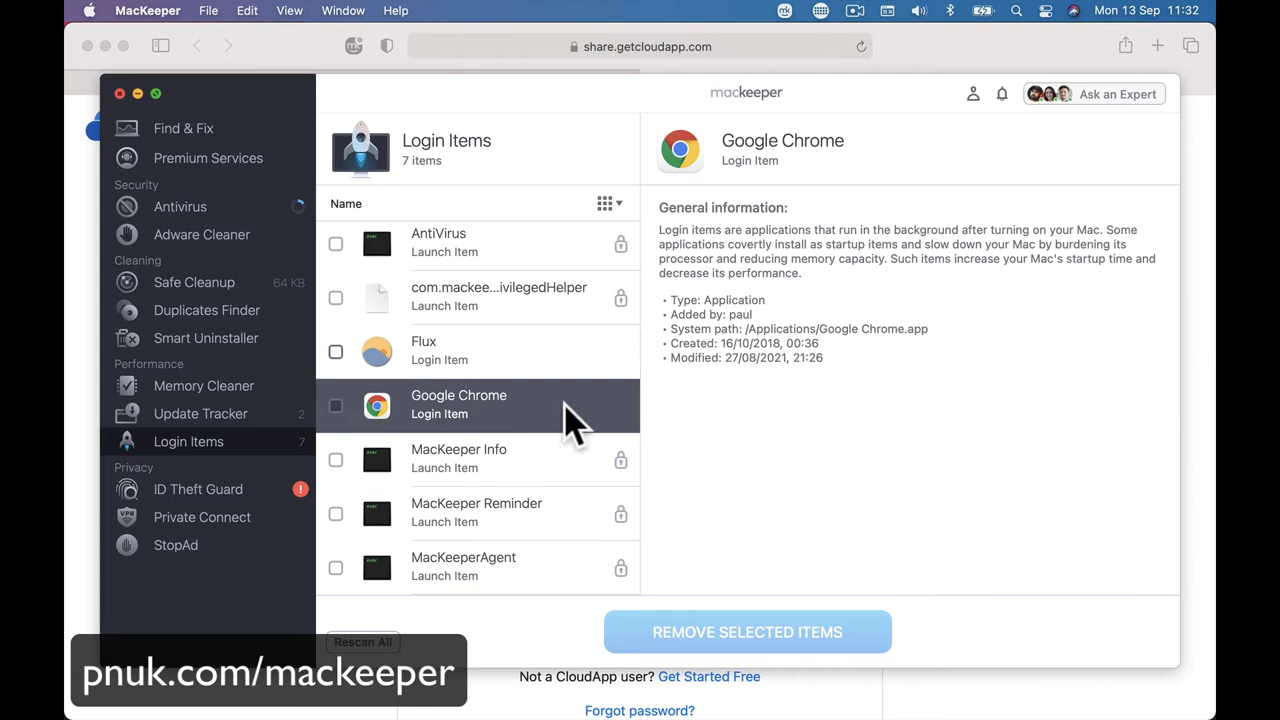 MacKeeper File Edit View Window Help
Mon 13 Sep 11:32
share.getcloudapp.com
mackeeper
Ask an Expert
Find & Fix
Premium Services
Security
Antivirus
Adware Cleaner
Cleaning
Safe Cleanup 64 KB
Duplicates Finder
Smart Uninstaller
Performance
Memory Cleaner
Update Tracker 2
Login Items 7
Privacy
ID Theft Guard
Private Connect
StopAd
Login Items
7 items
Name
AntiVirus
Launch Item
com.mackee...ivilegedHelper
Launch Item
Flux
Login Item
Google Chrome
Login Item
MacKeeper Info
Launch Item
MacKeeper Reminder
Launch Item
MacKeeperAgent
Launch Item
Google Chrome
Login Item
General information:
Login items are applications that run in the background after turning on your Mac. Some
applications covertly install as startup items and slow down your Mac by burdening its
processor and reducing memory capacity. Such items increase your Mac's startup time and
decrease its performance.
• Type: Application
• Added by: paul
• System path: /Applications/Google Chrome.app
• Created: 16/10/2018, 00:36
• Modified: 27/08/2021, 21:26
Rescan All
REMOVE SELECTED ITEMS
pnuk.com/mackeeper
Not a CloudApp user? Get Started Free
Forgot password?